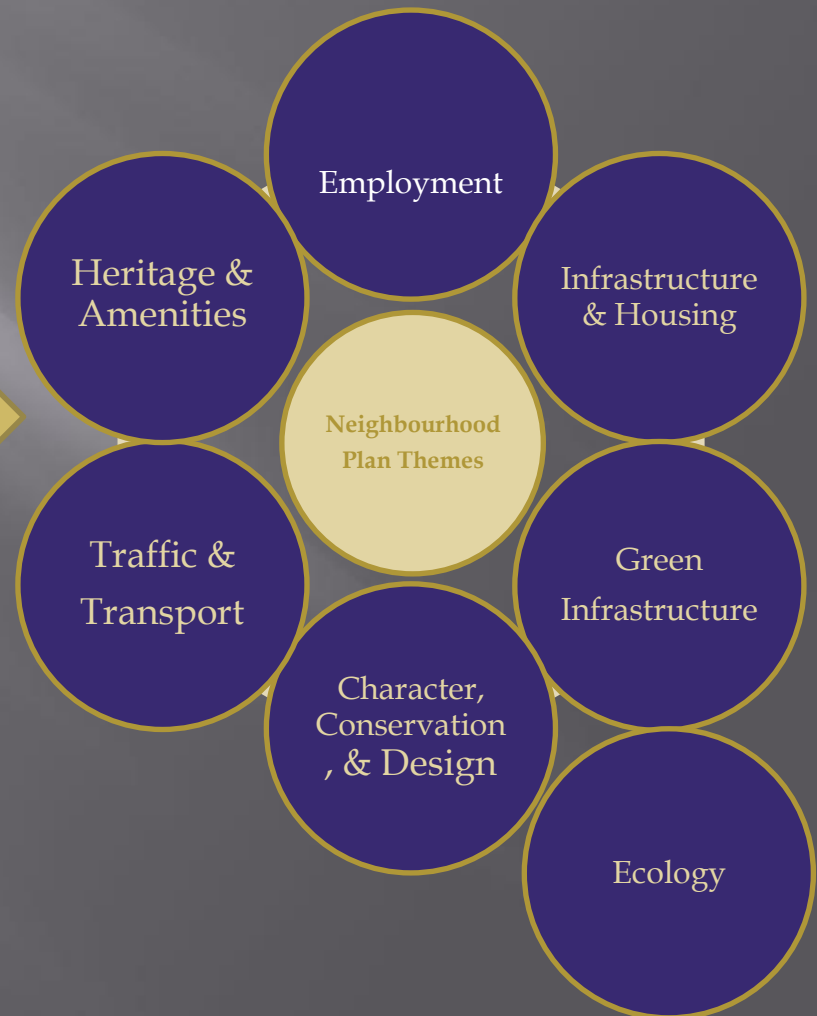 Employment
Heritage &
Amenities
Infrastructure
& Housing
Neighbourhood
Plan Themes
Traffic &
Transport
Green
Infrastructure
Character,
Conservation
, & Design
Ecology